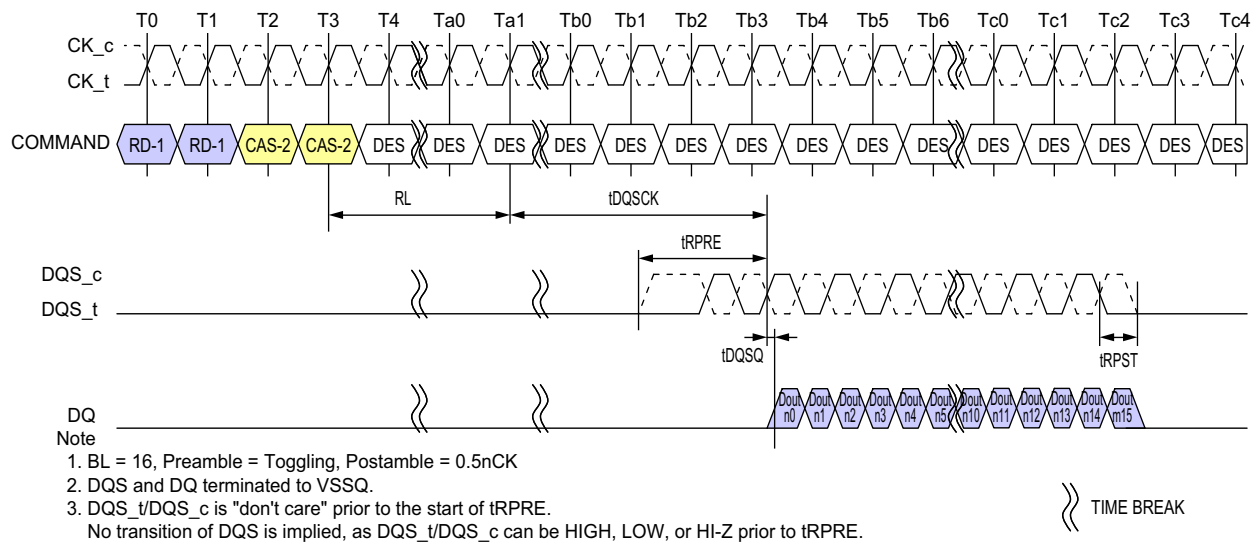 T0 T1 T2 T3 T4 Ta0 Ta1 Tb0 Tb1 Tb2 Tb3 Tb4 Tb5 Tb6 Tc0 Tc1 Tc2 Tc3 Tc4
CK_c
CK_t
COMMAND RD-1 RD-1 CAS-2 CAS-2 DES DES DES DES DES DES DES DES DES DES DES DES DES DES DES
RL tDQSCK
tRPRE
DQS_c
DQS_t
tDQSQ tRPST
DQ Dout n0 Dout n1 Dout n2 Dout n3 Dout n4 Dout n5 Dout n10 Dout n11 Dout n12 Dout n13 Dout n14 Dout m15
Note
1. BL = 16, Preamble = Toggling, Postamble = 0.5nCK
2. DQS and DQ terminated to VSSQ.
3. DQS_t/DQS_c is "don't care" prior to the start of tRPRE.
No transition of DQS is implied, as DQS_t/DQS_c can be HIGH, LOW, or HI-Z prior to tRPRE.
TIME BREAK